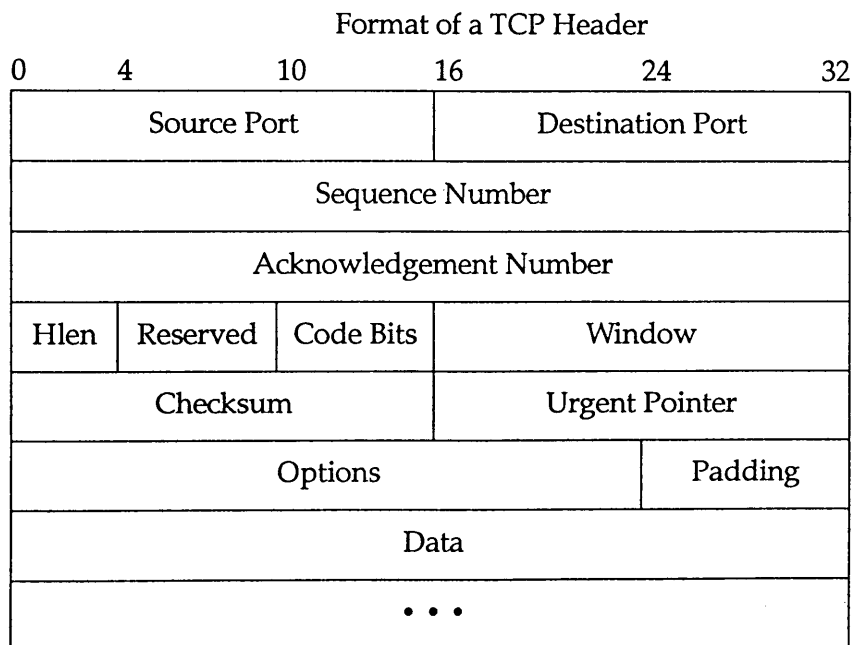 Format of a TCP Header
0 4 10 16 24 32
Source Port Destination Port
Sequence Number
Acknowledgement Number
Hlen Reserved Code Bits Window
Checksum Urgent Pointer
Options Padding
Data
• • •